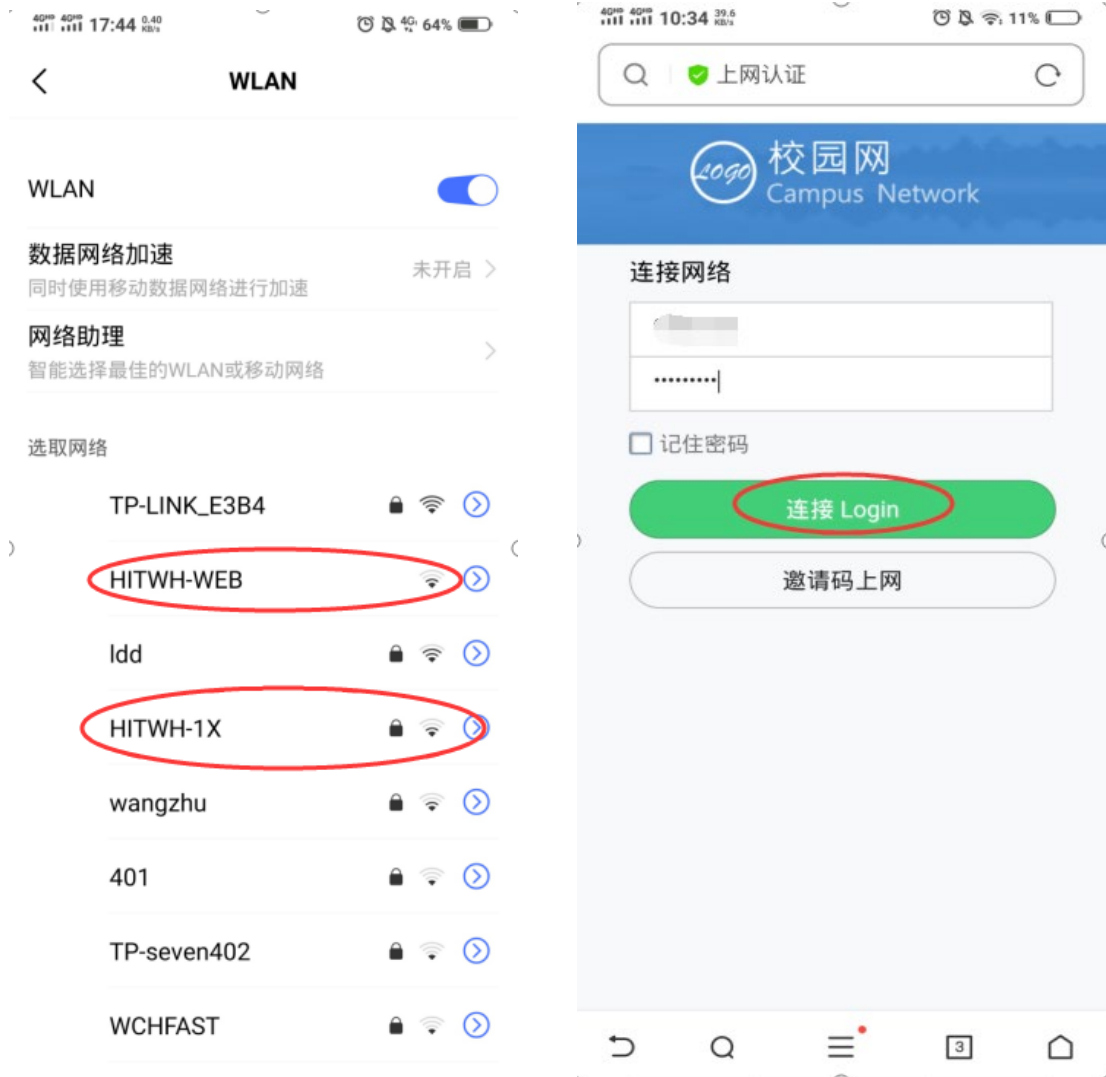 4GHD 4GHD 17:44 0.40 KB/s 4G 64%
WLAN
WLAN
数据网络加速
未开启
同时使用移动数据网络进行加速
网络助理
智能选择最佳的WLAN或移动网络
选取网络
TP-LINK_E3B4
HITWH-WEB
ldd
HITWH-1X
wangzhu
401
TP-seven402
WCHFAST
4GHD 4GHD 10:34 39.6 KB/s 11%
上网认证
LOGO
校园网
Campus Network
连接网络
•••••••••
记住密码
连接 Login
邀请码上网
3